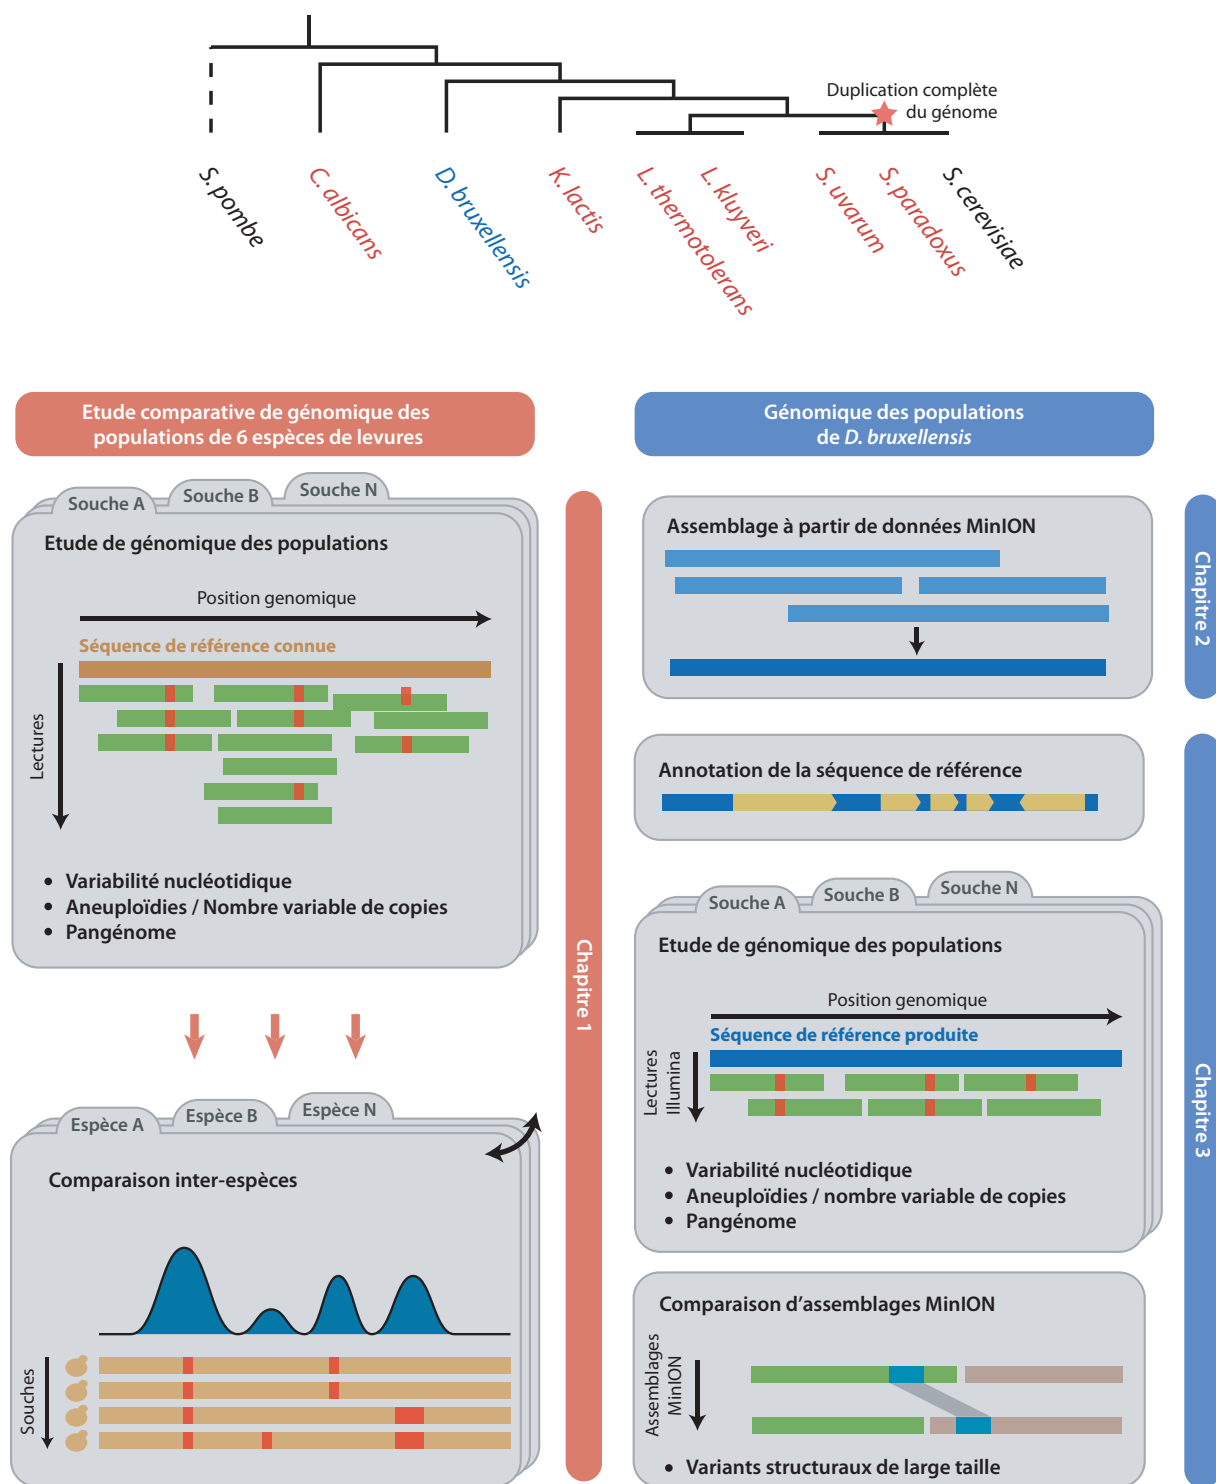 Duplication complète
du génome
S. pombe
C. albicans
D. bruxellensis
K. lactis
L. thermotolerans
L. kluyveri
S. uvarum
S. paradoxus
S. cerevisiae
Etude comparative de génomique des
populations de 6 espèces de levures
Souche A
Souche B
Souche N
Etude de génomique des populations
Position genomique
Séquence de référence connue
Lectures
• Variabilité nucléotidique
• Aneuploïdies / Nombre variable de copies
• Pangénome
Espèce A
Espèce B
Espèce N
Comparaison inter-espèces
Souches
Chapitre 1
Génomique des populations
de D. bruxellensis
Assemblage à partir de données MinION
Chapitre 2
Annotation de la séquence de référence
Souche A
Souche B
Souche N
Etude de génomique des populations
Position genomique
Séquence de référence produite
Lectures
Illumina
• Variabilité nucléotidique
• Aneuploïdies / nombre variable de copies
• Pangénome
Comparaison d’assemblages MinION
Assemblages
MinION
• Variants structuraux de large taille
Chapitre 3